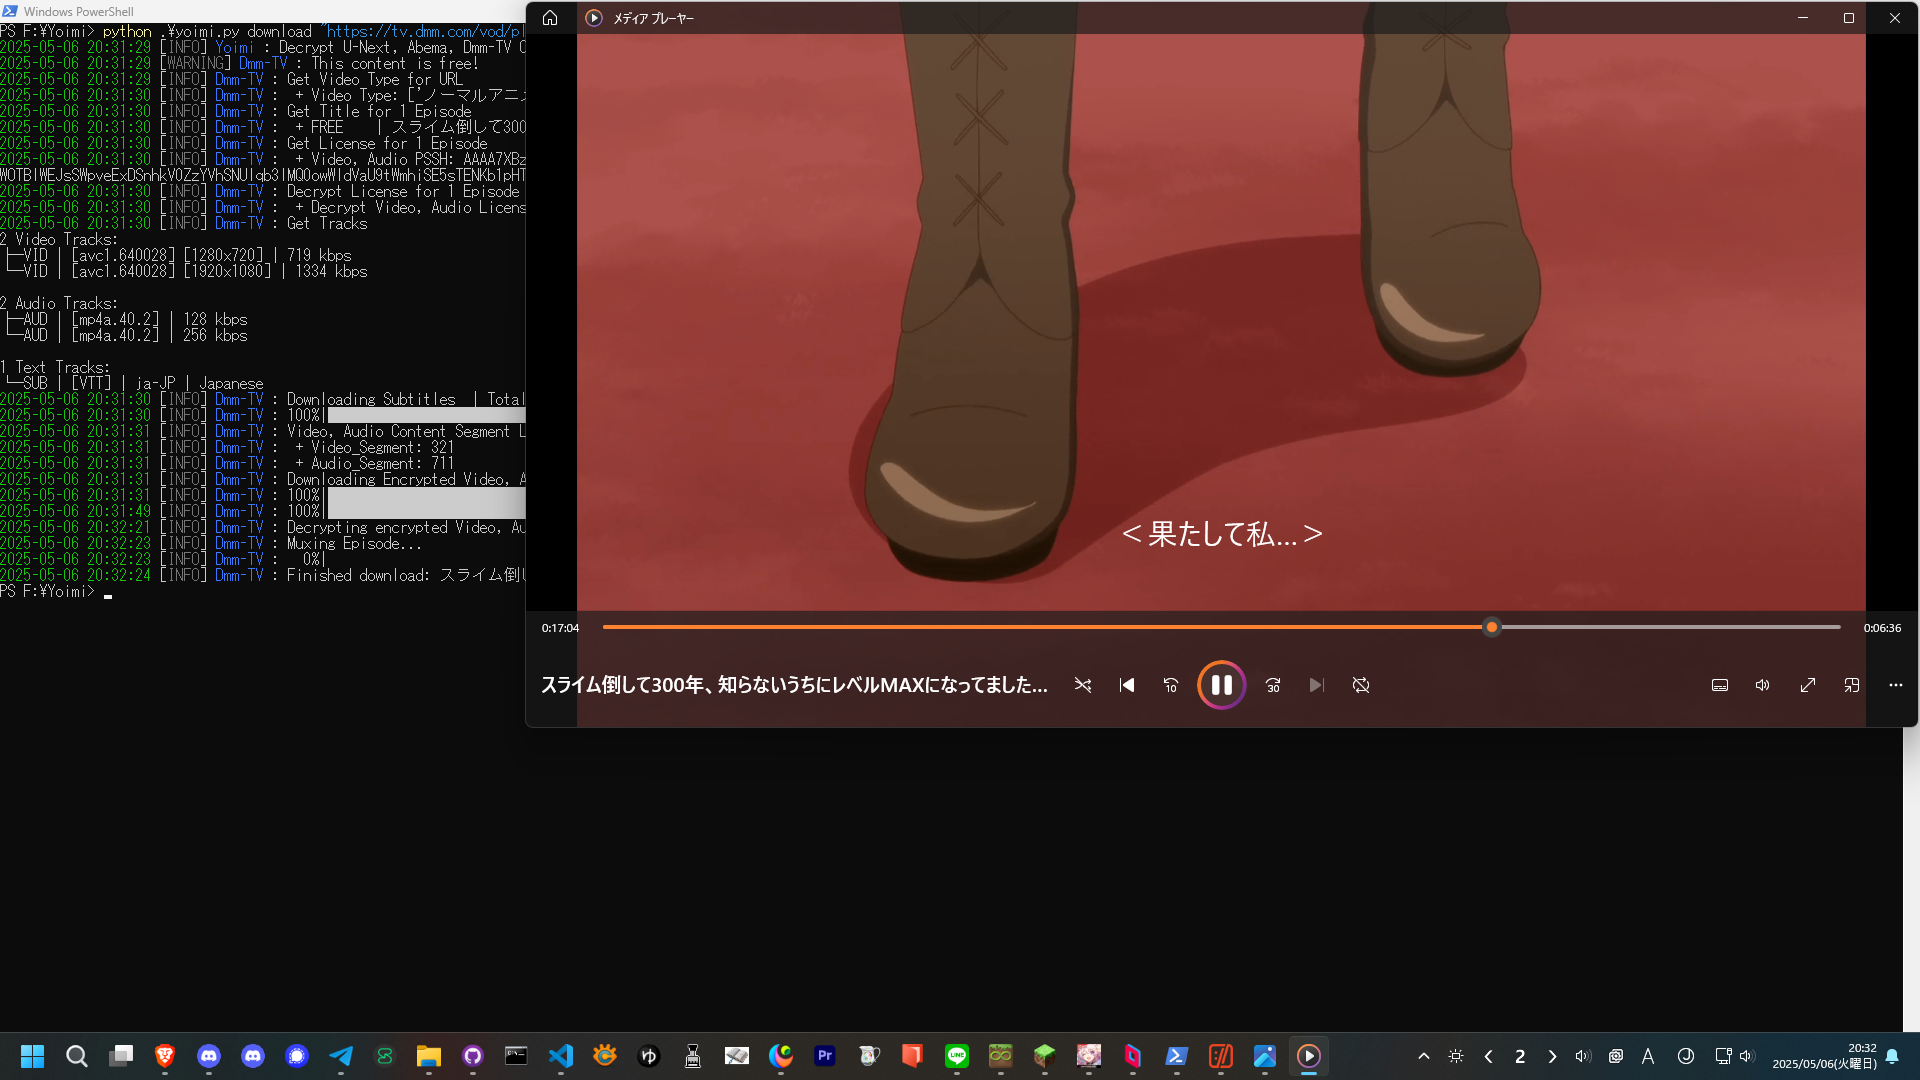 Windows PowerShell
PS F:¥Yoimi> python .¥yoimi.py download "https://tv.dmm.com/vod/pl
2025-05-06 20:31:29 [INFO] Yoimi : Decrypt U-Next, Abema, Dmm-TV C
2025-05-06 20:31:29 [WARNING] Dmm-TV : This content is free!
2025-05-06 20:31:29 [INFO] Dmm-TV : Get Video Type for URL
2025-05-06 20:31:30 [INFO] Dmm-TV :  + Video Type: ['ノーマルアニメ
2025-05-06 20:31:30 [INFO] Dmm-TV : Get Title for 1 Episode
2025-05-06 20:31:30 [INFO] Dmm-TV :  + FREE    | スライム倒して300
2025-05-06 20:31:30 [INFO] Dmm-TV : Get License for 1 Episode
2025-05-06 20:31:30 [INFO] Dmm-TV :  + Video, Audio PSSH: AAAA7XBz
2025-05-06 20:31:30 [INFO] Dmm-TV : Decrypt License for 1 Episode
2025-05-06 20:31:30 [INFO] Dmm-TV :  + Decrypt Video, Audio Licens
2025-05-06 20:31:30 [INFO] Dmm-TV : Get Tracks
2 Video Tracks:
├─VID | [avc1.640028] [1280x720] | 719 kbps
└─VID | [avc1.640028] [1920x1080] | 1334 kbps
2 Audio Tracks:
├─AUD | [mp4a.40.2] | 128 kbps
└─AUD | [mp4a.40.2] | 256 kbps
1 Text Tracks:
└─SUB | [VTT] | ja-JP | Japanese
2025-05-06 20:31:30 [INFO] Dmm-TV : Downloading Subtitles  | Total
2025-05-06 20:31:30 [INFO] Dmm-TV : 100%|
2025-05-06 20:31:31 [INFO] Dmm-TV : Video, Audio Content Segment L
2025-05-06 20:31:31 [INFO] Dmm-TV :  + Video_Segment: 321
2025-05-06 20:31:31 [INFO] Dmm-TV :  + Audio_Segment: 711
2025-05-06 20:31:31 [INFO] Dmm-TV : Downloading Encrypted Video, A
2025-05-06 20:31:31 [INFO] Dmm-TV : 100%|
2025-05-06 20:31:49 [INFO] Dmm-TV : 100%|
2025-05-06 20:32:21 [INFO] Dmm-TV : Decrypting encrypted Video, Au
2025-05-06 20:32:23 [INFO] Dmm-TV : Muxing Episode...
2025-05-06 20:32:23 [INFO] Dmm-TV :   0%|
2025-05-06 20:32:24 [INFO] Dmm-TV : Finished download: スライム倒し
PS F:¥Yoimi>
メディア プレーヤー
＜果たして私…＞
0:17:04
0:06:36
スライム倒して300年、知らないうちにレベルMAXになってました...
10
30
Pr
LINE
ゆ
2
A
20:32
2025/05/06(火曜日)